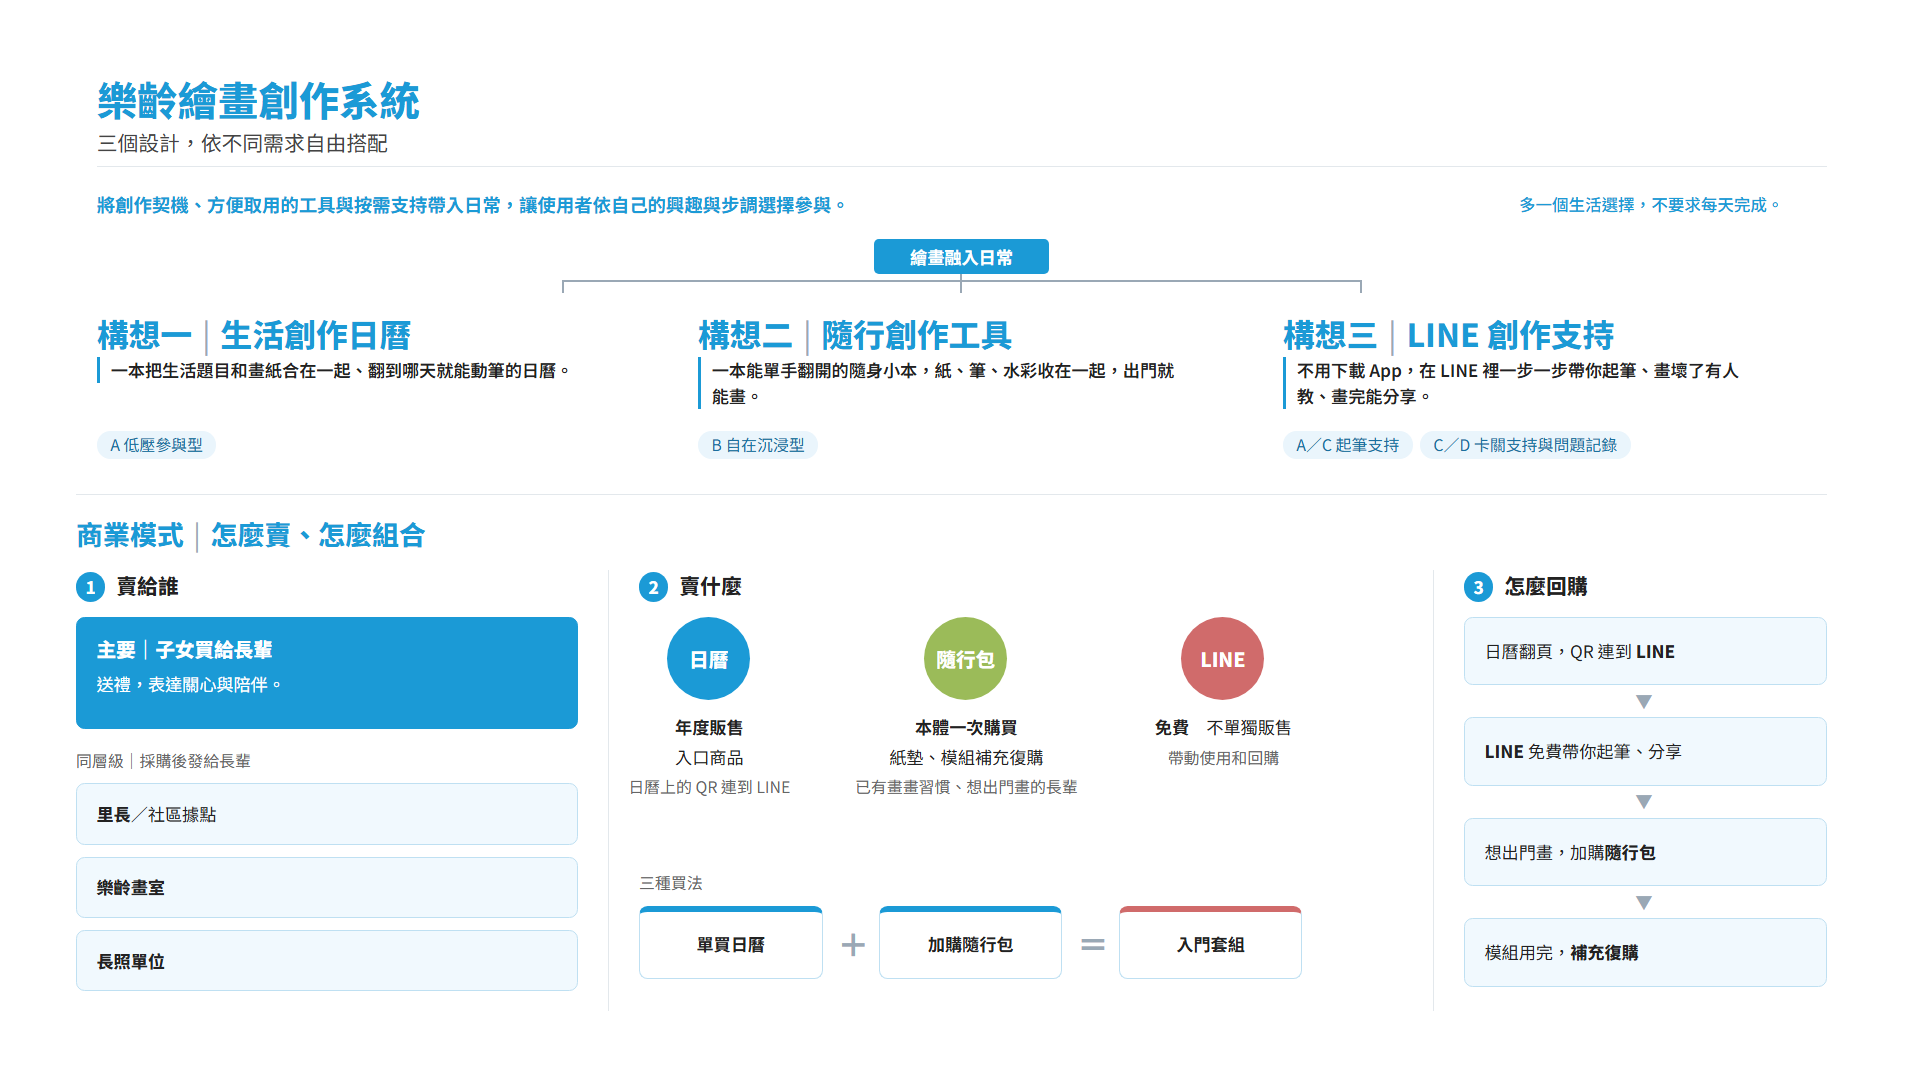 樂齡繪畫創作系統
三個設計，依不同需求自由搭配
將創作契機、方便取用的工具與按需支持帶入日常，讓使用者依自己的興趣與步調選擇參與。
多一個生活選擇，不要求每天完成。
繪畫融入日常
構想一｜生活創作日曆
一本把生活題目和畫紙合在一起、翻到哪天就能動筆的日曆。
A 低壓參與型
構想二｜隨行創作工具
一本能單手翻開的隨身小本，紙、筆、水彩收在一起，出門就
能畫。
B 自在沉浸型
構想三｜LINE 創作支持
不用下載 App，在 LINE 裡一步一步帶你起筆、畫壞了有人
教、畫完能分享。
A／C 起筆支持
C／D 卡關支持與問題記錄
商業模式｜怎麼賣、怎麼組合
1 賣給誰
主要｜子女買給長輩
送禮，表達關心與陪伴。
同層級｜採購後發給長輩
里長／社區據點
樂齡畫室
長照單位
2 賣什麼
日曆
年度販售
入口商品
日曆上的 QR 連到 LINE
隨行包
本體一次購買
紙墊、模組補充復購
已有畫畫習慣、想出門畫的長輩
LINE
免費　不單獨販售
帶動使用和回購
三種買法
單買日曆
+
加購隨行包
=
入門套組
3 怎麼回購
日曆翻頁，QR 連到 LINE
▼
LINE 免費帶你起筆、分享
▼
想出門畫，加購隨行包
▼
模組用完，補充復購